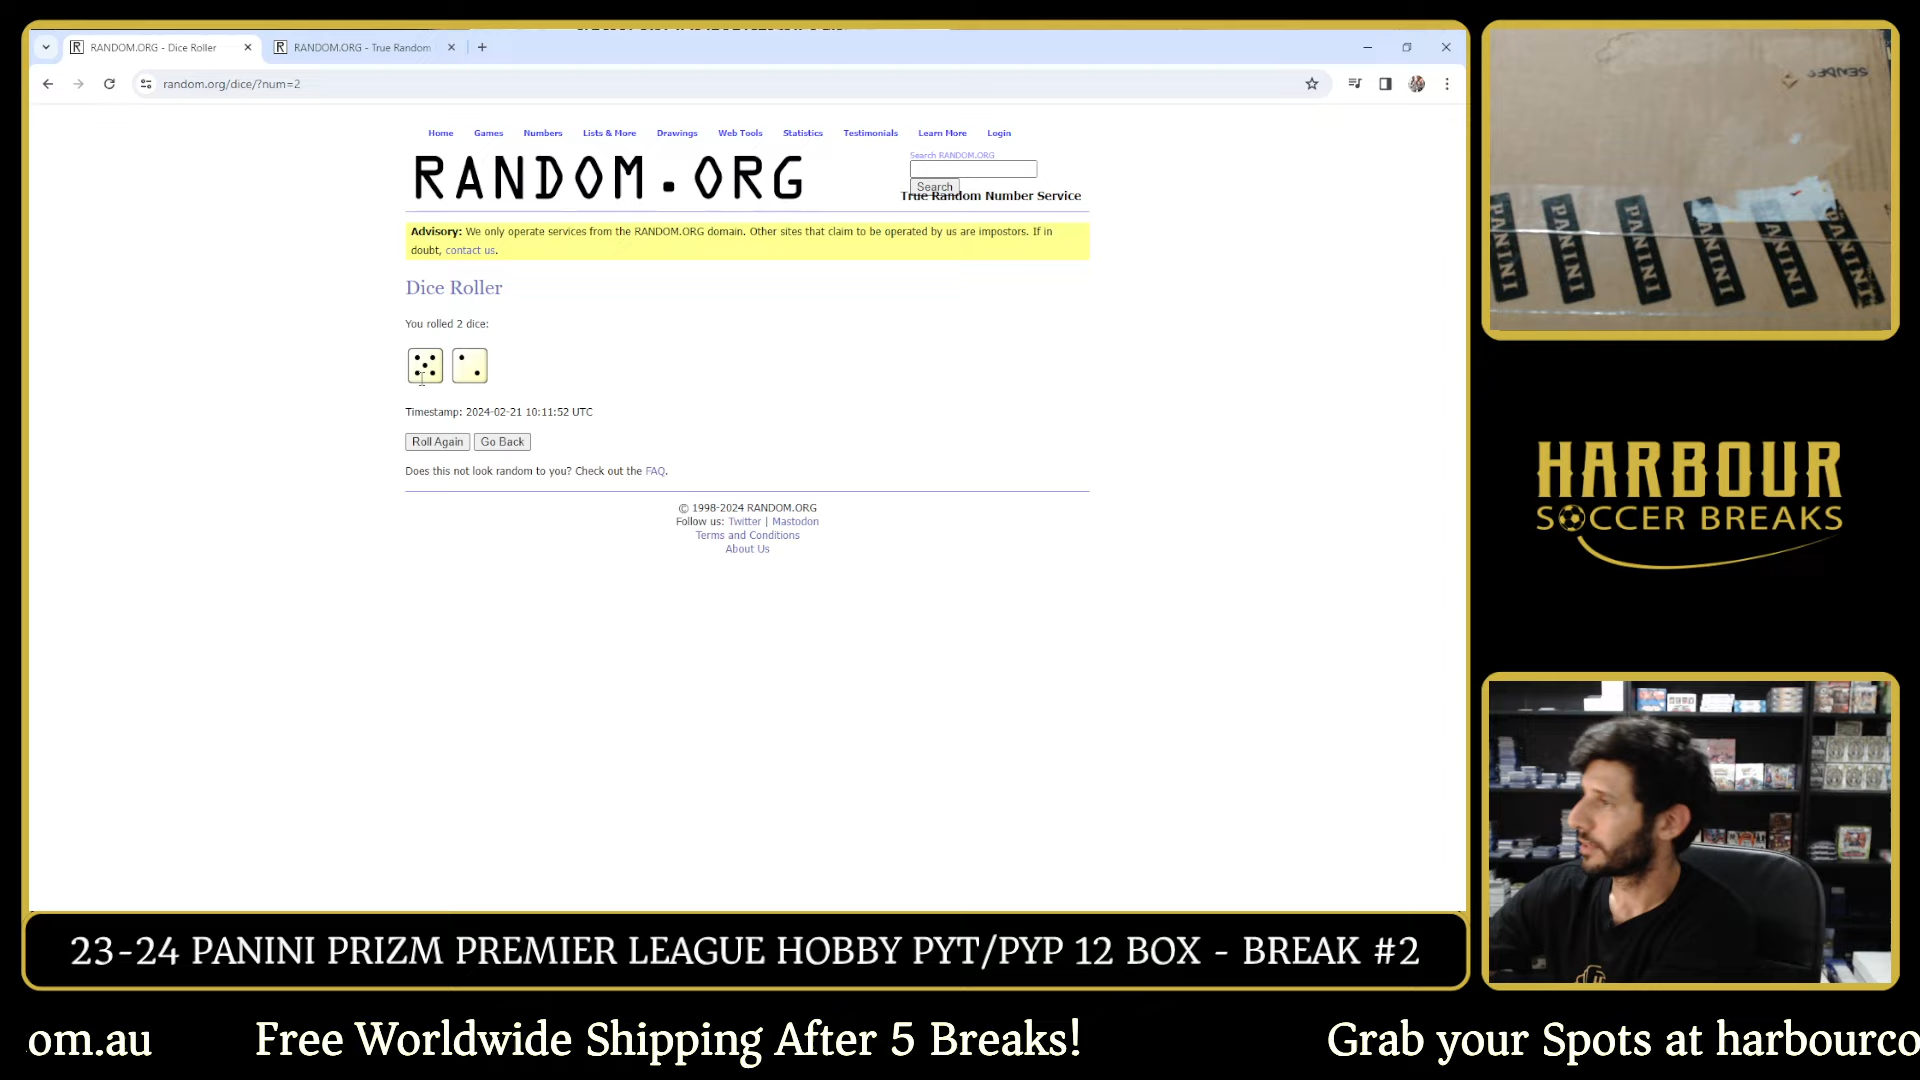 RANDOM.ORG - Dice Roller
RANDOM.ORG - True Random
random.org/dice/?num=2
Home Games Numbers Lists & More Drawings Web Tools Statistics Testimonials Learn More Login
RANDOM.ORG
Search RANDOM.ORG
Search
True Random Number Service
Advisory: We only operate services from the RANDOM.ORG domain. Other sites that claim to be operated by us are impostors. If in
doubt, contact us.
Dice Roller
You rolled 2 dice:
Timestamp: 2024-02-21 10:11:52 UTC
Roll Again Go Back
Does this not look random to you? Check out the FAQ.
© 1998-2024 RANDOM.ORG
Follow us: Twitter | Mastodon
Terms and Conditions
About Us
SENDER
PANINI PANINI PANINI PANINI PANINI PANINI
HARBOUR
SOCCER BREAKS
23-24 PANINI PRIZM PREMIER LEAGUE HOBBY PYT/PYP 12 BOX - BREAK #2
om.au Free Worldwide Shipping After 5 Breaks! Grab your Spots at harbourco